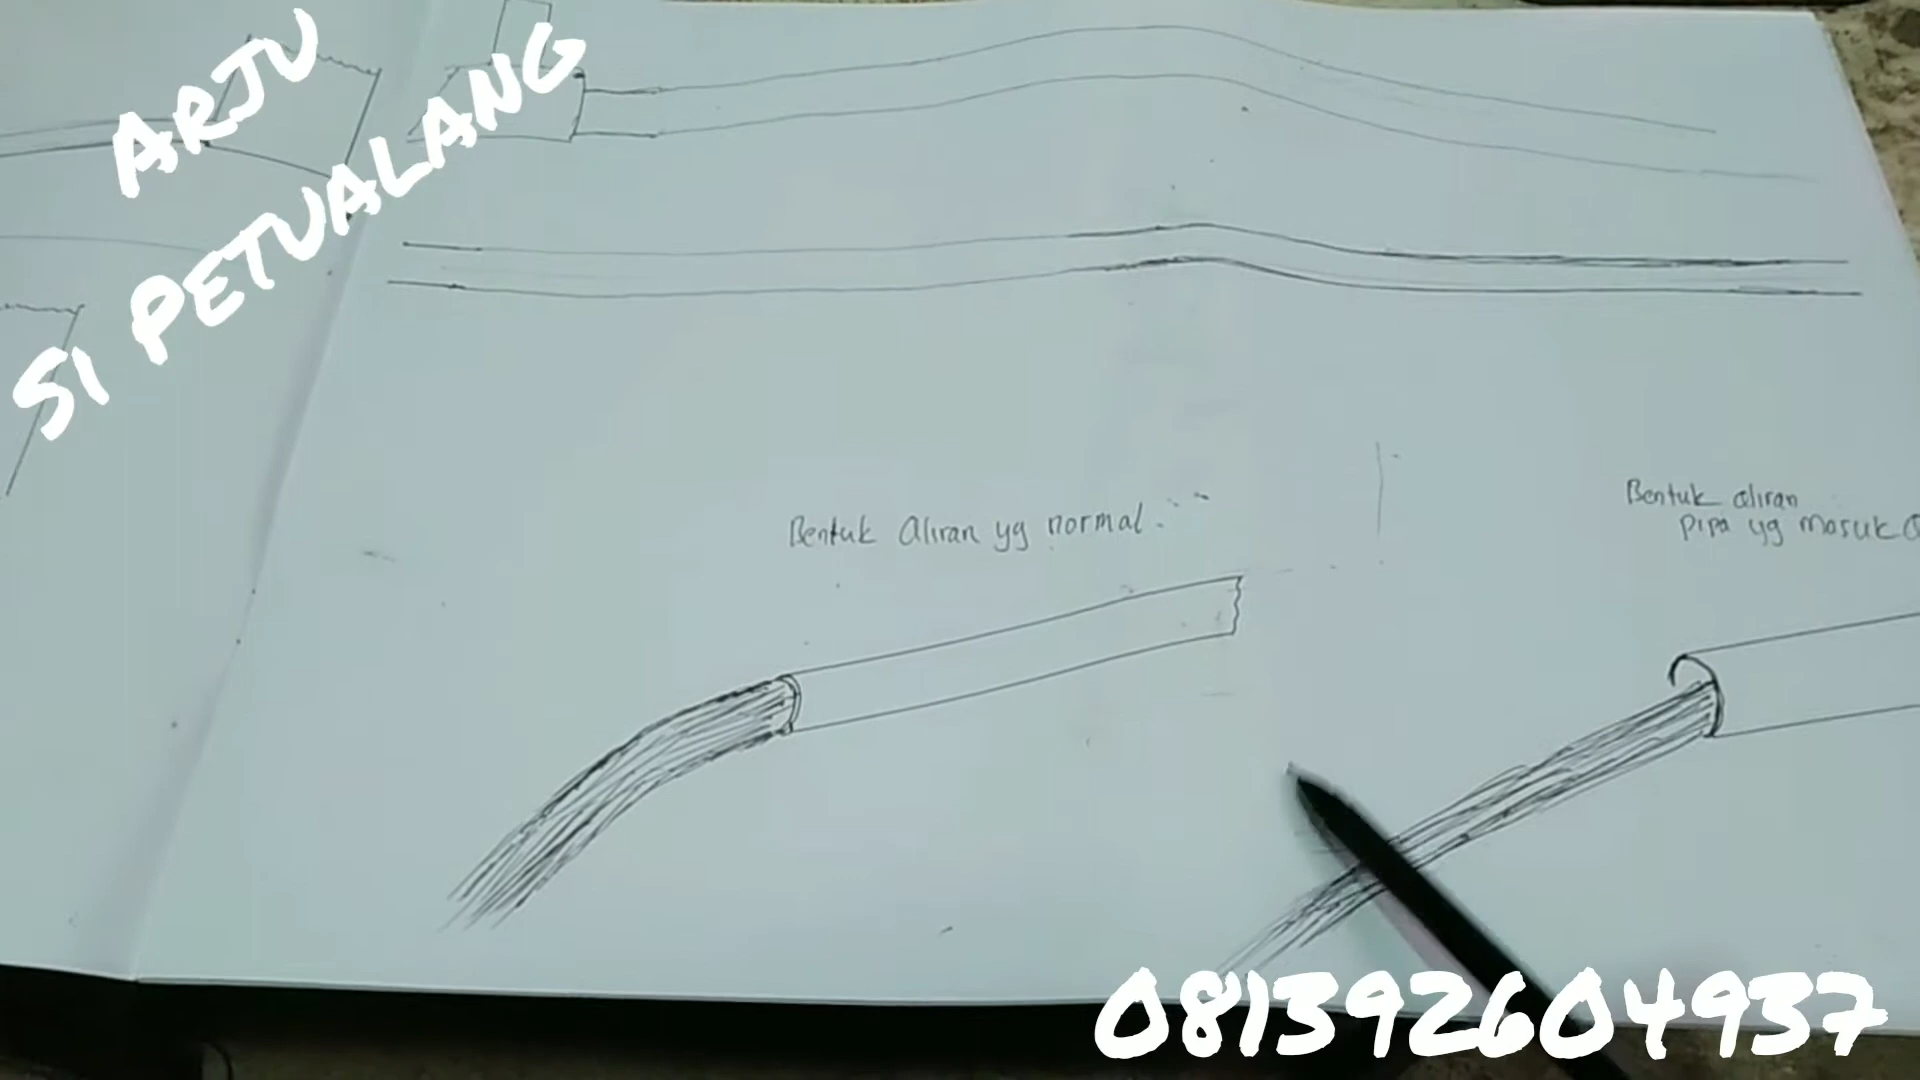 ARJU
SI PETUALANG
Bentuk aliran yg normal.
Bentuk aliran
pipa yg masuk
081392604937